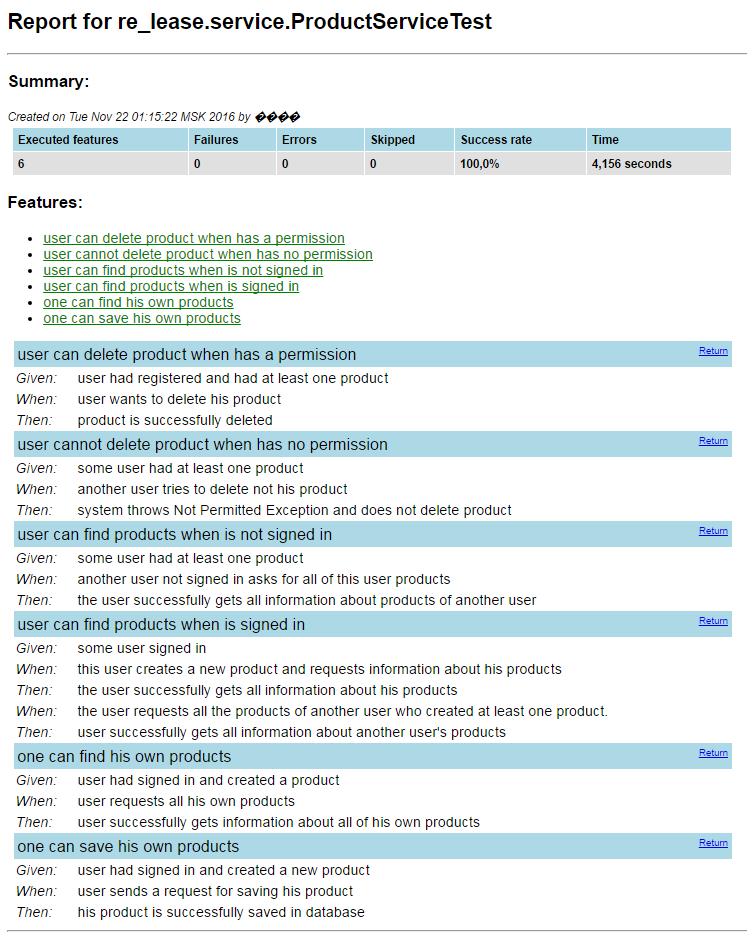 Report for re_lease.service.ProductServiceTest
Summary:
Created on Tue Nov 22 01:15:22 MSK 2016 by ����
Executed features Failures Errors Skipped Success rate Time
6 0 0 0 100,0% 4,156 seconds
Features:
• user can delete product when has a permission
• user cannot delete product when has no permission
• user can find products when is not signed in
• user can find products when is signed in
• one can find his own products
• one can save his own products
user can delete product when has a permission Return
Given: user had registered and had at least one product
When: user wants to delete his product
Then: product is successfully deleted
user cannot delete product when has no permission Return
Given: some user had at least one product
When: another user tries to delete not his product
Then: system throws Not Permitted Exception and does not delete product
user can find products when is not signed in Return
Given: some user had at least one product
When: another user not signed in asks for all of this user products
Then: the user successfully gets all information about products of another user
user can find products when is signed in Return
Given: some user signed in
When: this user creates a new product and requests information about his products
Then: the user successfully gets all information about his products
When: the user requests all the products of another user who created at least one product.
Then: user successfully gets all information about another user's products
one can find his own products Return
Given: user had signed in and created a product
When: user requests all his own products
Then: user successfully gets information about all of his own products
one can save his own products Return
Given: user had signed in and created a new product
When: user sends a request for saving his product
Then: his product is successfully saved in database